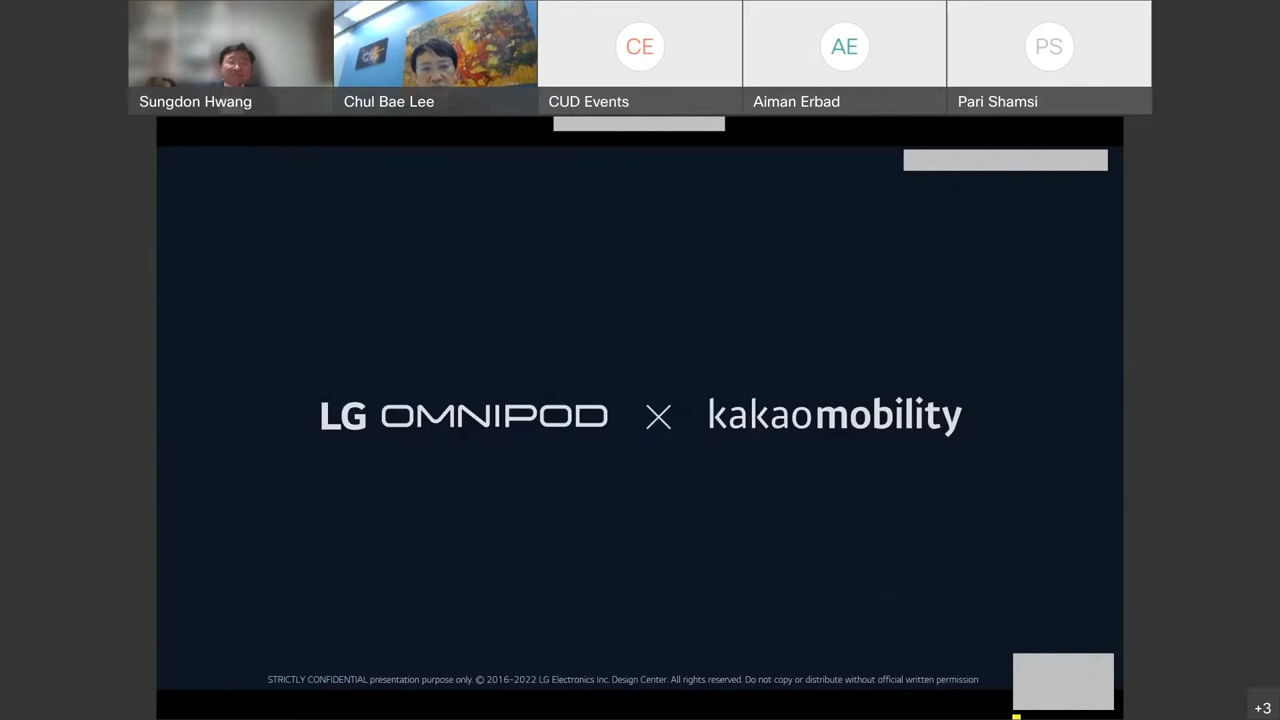 CE
AE
PS
Sungdon Hwang
Chul Bae Lee
CUD Events
Aiman Erbad
Pari Shamsi
LG OMNIPOD × kakaomobility
STRICTLY CONFIDENTIAL presentation purpose only. © 2016-2022 LG Electronics Inc. Design Center. All rights reserved. Do not copy or distribute without official written permission
+3